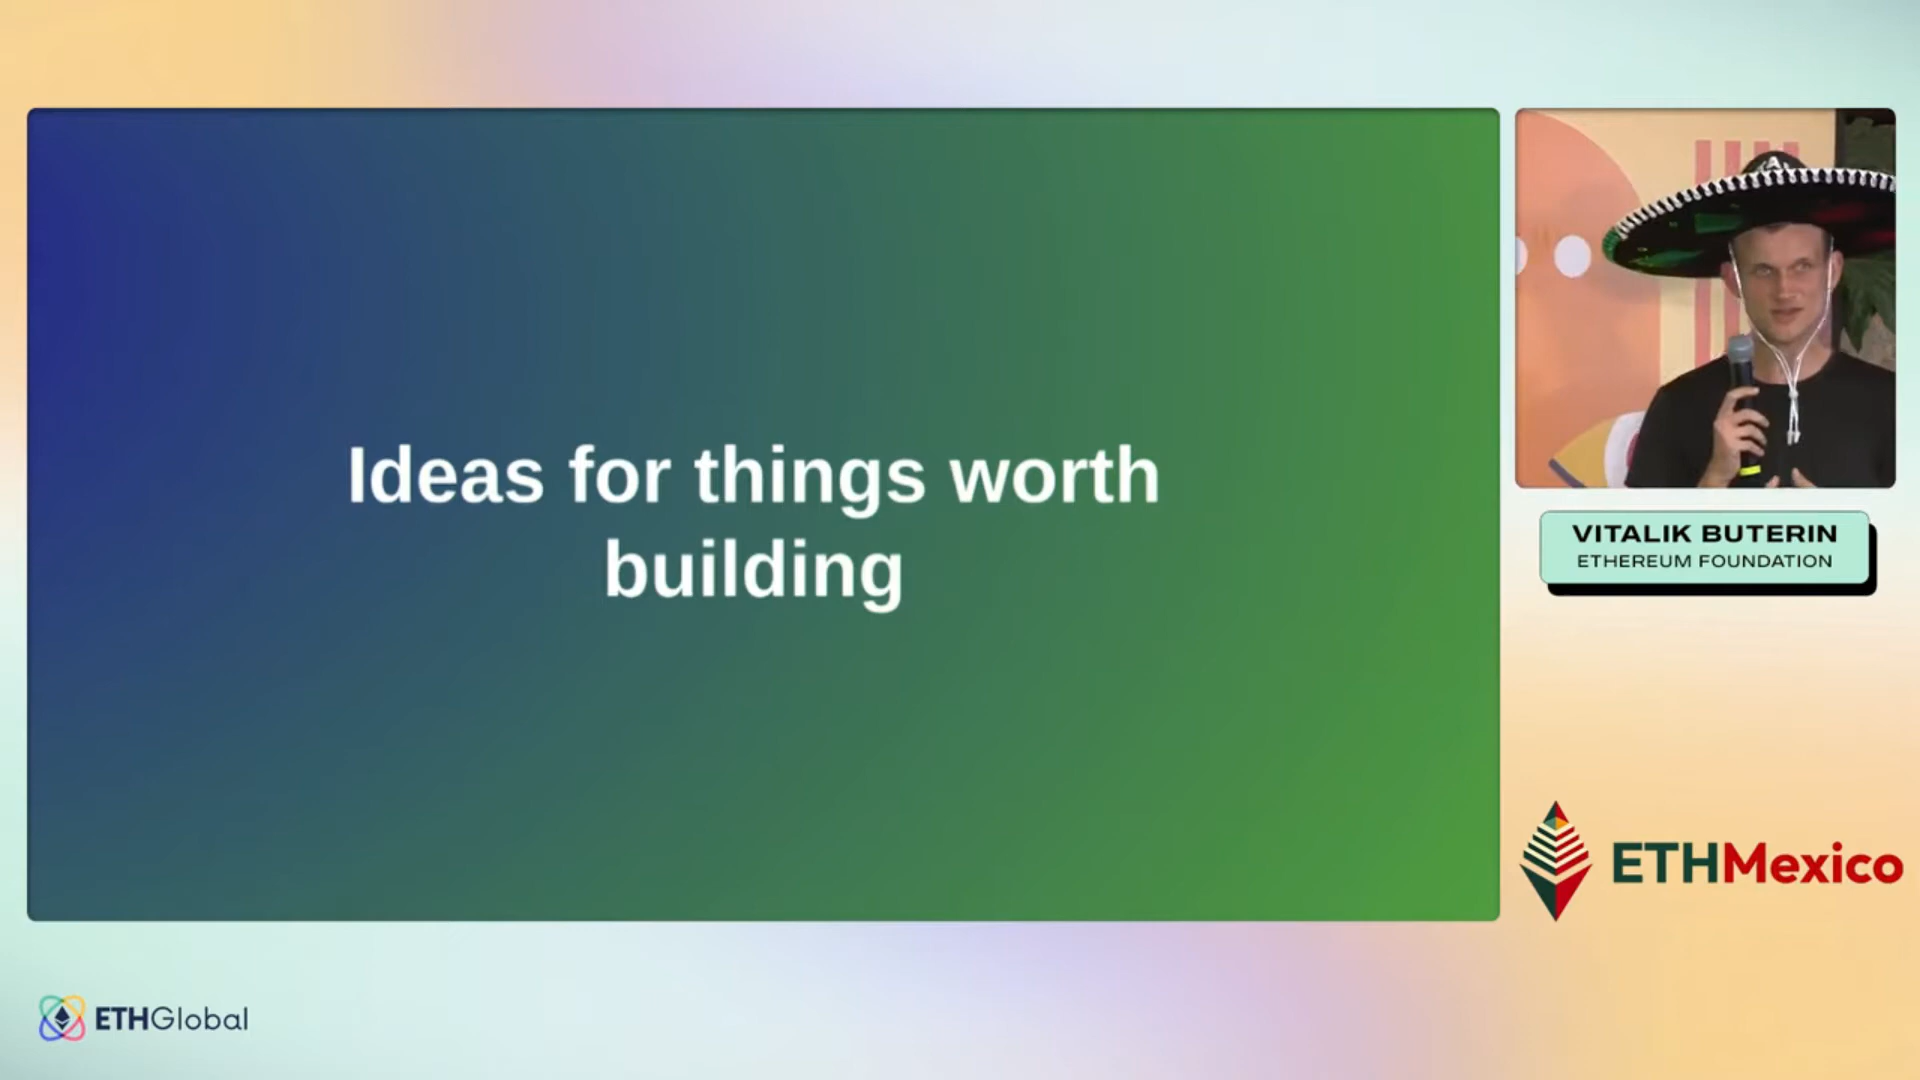 Ideas for things worth
building
VITALIK BUTERIN
ETHEREUM FOUNDATION
ETHMexico
ETHGlobal